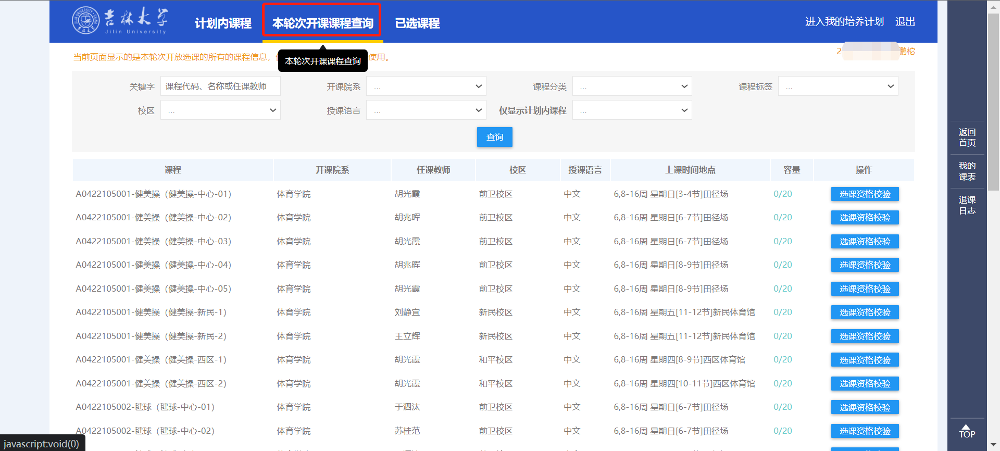 吉林大学
Jilin University
计划内课程
本轮次开课课程查询
已选课程
进入我的培养计划
退出
当前页面显示的是本轮次开放选课的所有的课程信息，
使用。
本轮次开课课程查询
2
鹏柁
关键字
课程代码、名称或任课教师
开课院系
...
课程分类
...
课程标签
...
校区
...
授课语言
...
仅显示计划内课程
...
查询
课程 开课院系 任课教师 校区 授课语言 上课时间地点 容量 操作
A0422105001-健美操（健美操-中心-01） 体育学院 胡光霞 前卫校区 中文 6,8-16周 星期日[3-4节]田径场 0/20 选课资格校验
A0422105001-健美操（健美操-中心-02） 体育学院 胡兆晖 前卫校区 中文 6,8-16周 星期日[6-7节]田径场 0/20 选课资格校验
A0422105001-健美操（健美操-中心-03） 体育学院 胡光霞 前卫校区 中文 6,8-16周 星期日[6-7节]田径场 0/20 选课资格校验
A0422105001-健美操（健美操-中心-04） 体育学院 胡兆晖 前卫校区 中文 6,8-16周 星期日[8-9节]田径场 0/20 选课资格校验
A0422105001-健美操（健美操-中心-05） 体育学院 胡光霞 前卫校区 中文 6,8-16周 星期日[8-9节]田径场 0/20 选课资格校验
A0422105001-健美操（健美操-新民-1） 体育学院 刘静宜 新民校区 中文 6,8-16周 星期五[11-12节]新民体育馆 0/20 选课资格校验
A0422105001-健美操（健美操-新民-2） 体育学院 王立辉 新民校区 中文 6,8-16周 星期五[11-12节]新民体育馆 0/20 选课资格校验
A0422105001-健美操（健美操-西区-1） 体育学院 胡光霞 和平校区 中文 6,8-16周 星期四[8-9节]西区体育馆 0/20 选课资格校验
A0422105001-健美操（健美操-西区-2） 体育学院 胡光霞 和平校区 中文 6,8-16周 星期四[10-11节]西区体育馆 0/20 选课资格校验
A0422105002-毽球（毽球-中心-01） 体育学院 于泗汰 前卫校区 中文 6,8-16周 星期日[6-7节]田径场 0/20 选课资格校验
A0422105002-毽球（毽球-中心-02） 体育学院 苏桂范 前卫校区 中文 6,8-16周 星期日[6-7节]田径场 0/20 选课资格校验
返回
首页
我的
课表
退课
日志
TOP
javascript:void(0)